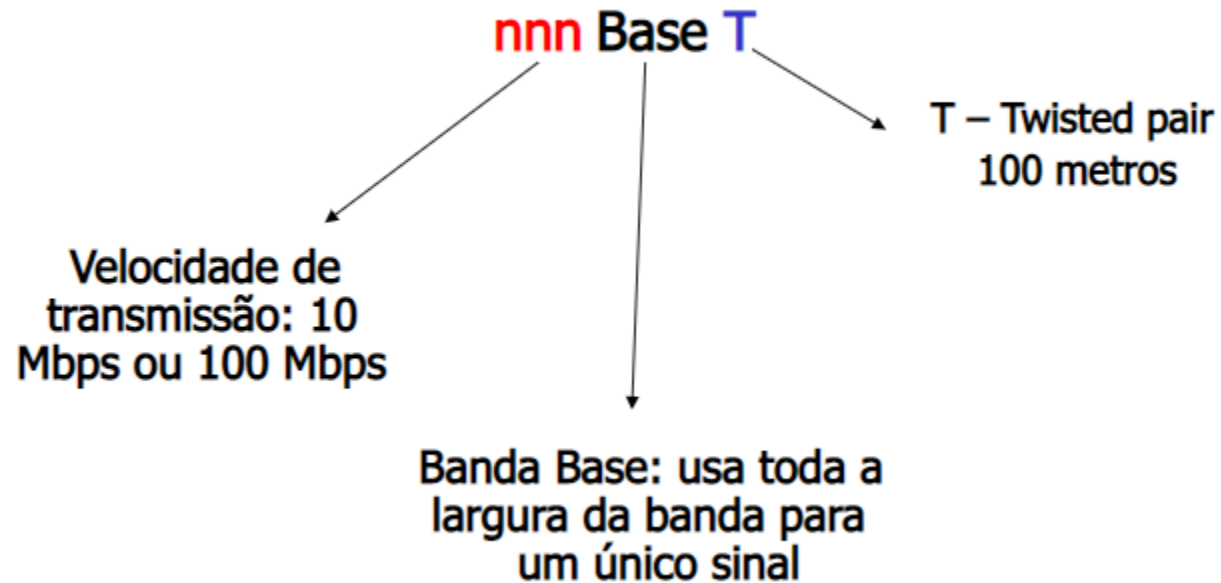 nnn Base T
T – Twisted pair
100 metros
Velocidade de
transmissão: 10
Mbps ou 100 Mbps
Banda Base: usa toda a
largura da banda para
um único sinal